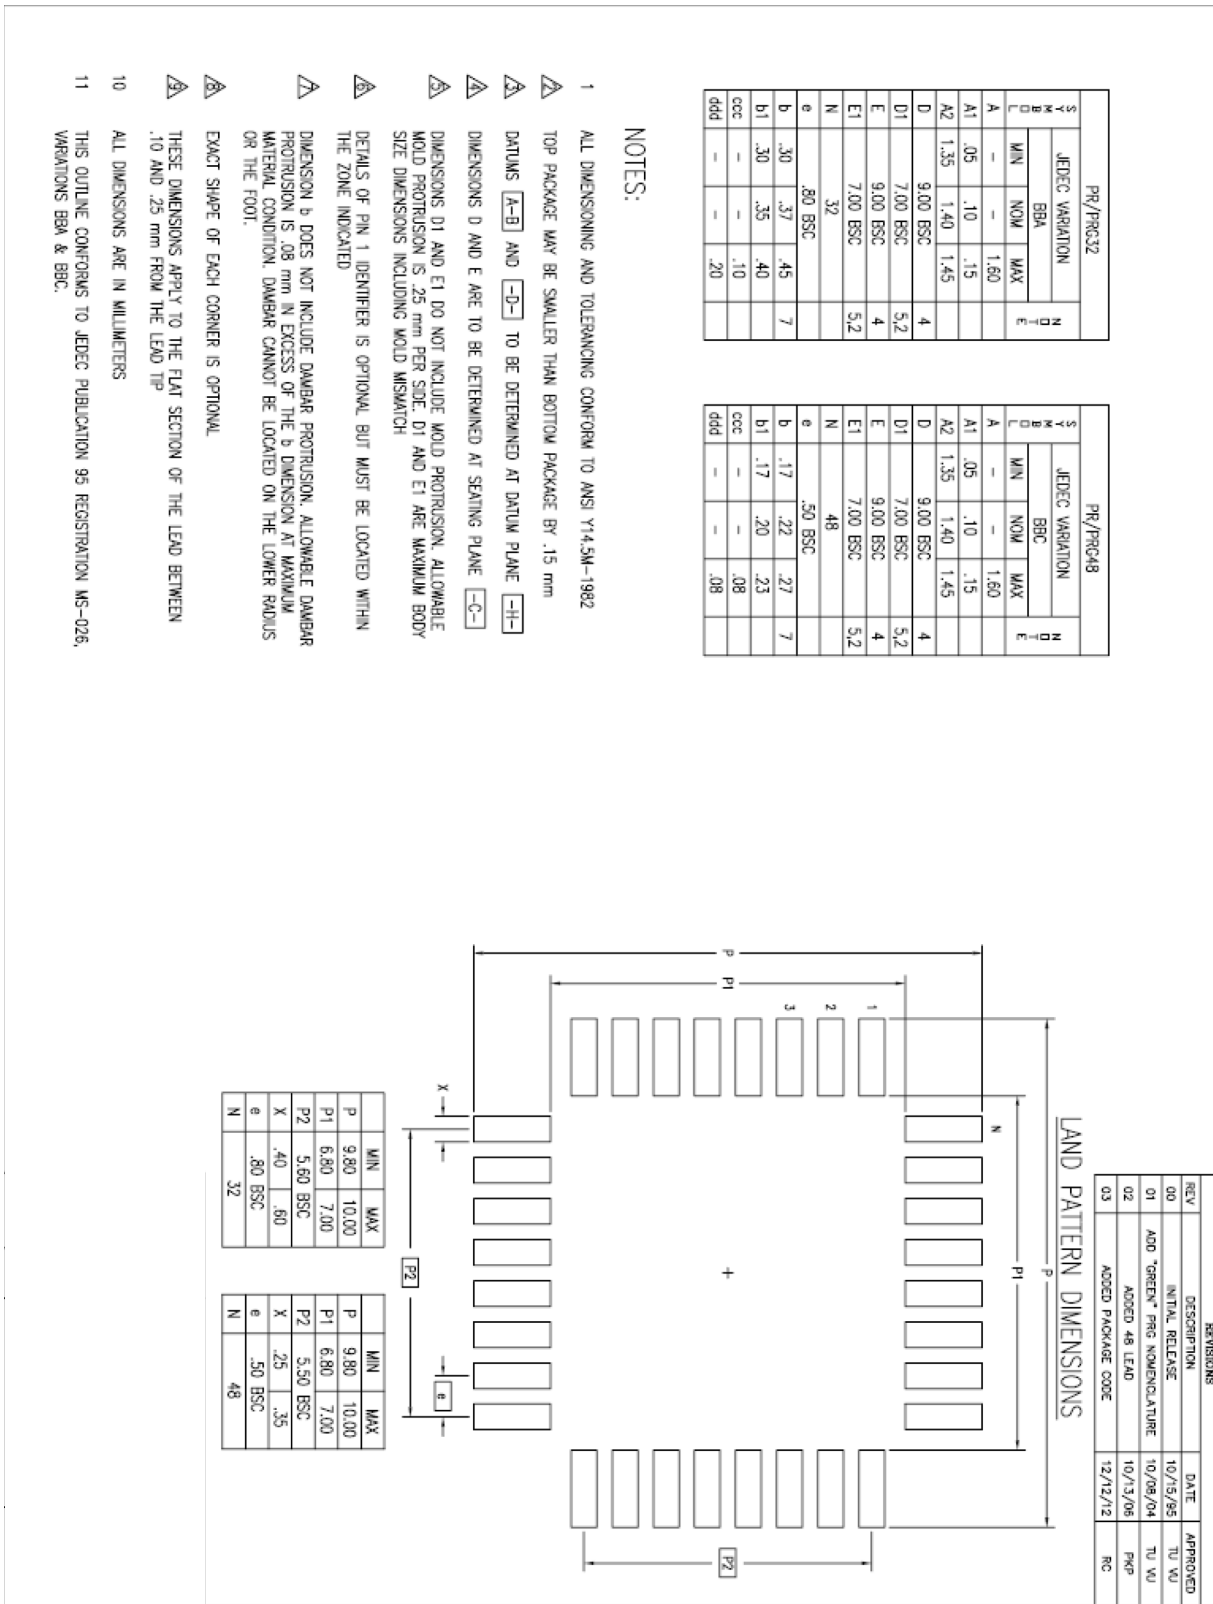 REVISIONS
REV DESCRIPTION DATE APPROVED
00 INITIAL RELEASE 10/15/95 TU VU
01 ADD "GREEN" PRG NOMENCLATURE 10/08/04 TU VU
02 ADDED 48 LEAD 10/13/06 PKP
03 ADDED PACKAGE CODE 12/12/12 RC
PR/PRG32
SYMBOL JEDEC VARIATION NOTE
BBA
MIN NOM MAX
A – – 1.60
A1 .05 .10 .15
A2 1.35 1.40 1.45
D 9.00 BSC 4
D1 7.00 BSC 5,2
E 9.00 BSC 4
E1 7.00 BSC 5,2
N 32
e .80 BSC
b .30 .37 .45 7
b1 .30 .35 .40
ccc – – .10
ddd – – .20
PR/PRG48
SYMBOL JEDEC VARIATION NOTE
BBC
MIN NOM MAX
A – – 1.60
A1 .05 .10 .15
A2 1.35 1.40 1.45
D 9.00 BSC 4
D1 7.00 BSC 5,2
E 9.00 BSC 4
E1 7.00 BSC 5,2
N 48
e .50 BSC
b .17 .22 .27 7
b1 .17 .20 .23
ccc – – .08
ddd – – .08
LAND PATTERN DIMENSIONS
P
P1
N
1
2
3
P
P1
P2
X
e
P2
NOTES:
1 ALL DIMENSIONING AND TOLERANCING CONFORM TO ANSI Y14.5M–1982
2 TOP PACKAGE MAY BE SMALLER THAN BOTTOM PACKAGE BY .15 mm
3 DATUMS A–B AND –D– TO BE DETERMINED AT DATUM PLANE –H–
4 DIMENSIONS D AND E ARE TO BE DETERMINED AT SEATING PLANE –C–
5 DIMENSIONS D1 AND E1 DO NOT INCLUDE MOLD PROTRUSION. ALLOWABLE
MOLD PROTRUSION IS .25 mm PER SIDE. D1 AND E1 ARE MAXIMUM BODY
SIZE DIMENSIONS INCLUDING MOLD MISMATCH
6 DETAILS OF PIN 1 IDENTIFIER IS OPTIONAL BUT MUST BE LOCATED WITHIN
THE ZONE INDICATED
7 DIMENSION b DOES NOT INCLUDE DAMBAR PROTRUSION. ALLOWABLE DAMBAR
PROTRUSION IS .08 mm IN EXCESS OF THE b DIMENSION AT MAXIMUM
MATERIAL CONDITION. DAMBAR CANNOT BE LOCATED ON THE LOWER RADIUS
OR THE FOOT.
8 EXACT SHAPE OF EACH CORNER IS OPTIONAL
9 THESE DIMENSIONS APPLY TO THE FLAT SECTION OF THE LEAD BETWEEN
.10 AND .25 mm FROM THE LEAD TIP
10 ALL DIMENSIONS ARE IN MILLIMETERS
11 THIS OUTLINE CONFORMS TO JEDEC PUBLICATION 95 REGISTRATION MS–026,
VARIATIONS BBA & BBC.
MIN MAX
P 9.80 10.00
P1 6.80 7.00
P2 5.60 BSC
X .40 .60
e .80 BSC
N 32
MIN MAX
P 9.80 10.00
P1 6.80 7.00
P2 5.50 BSC
X .25 .35
e .50 BSC
N 48